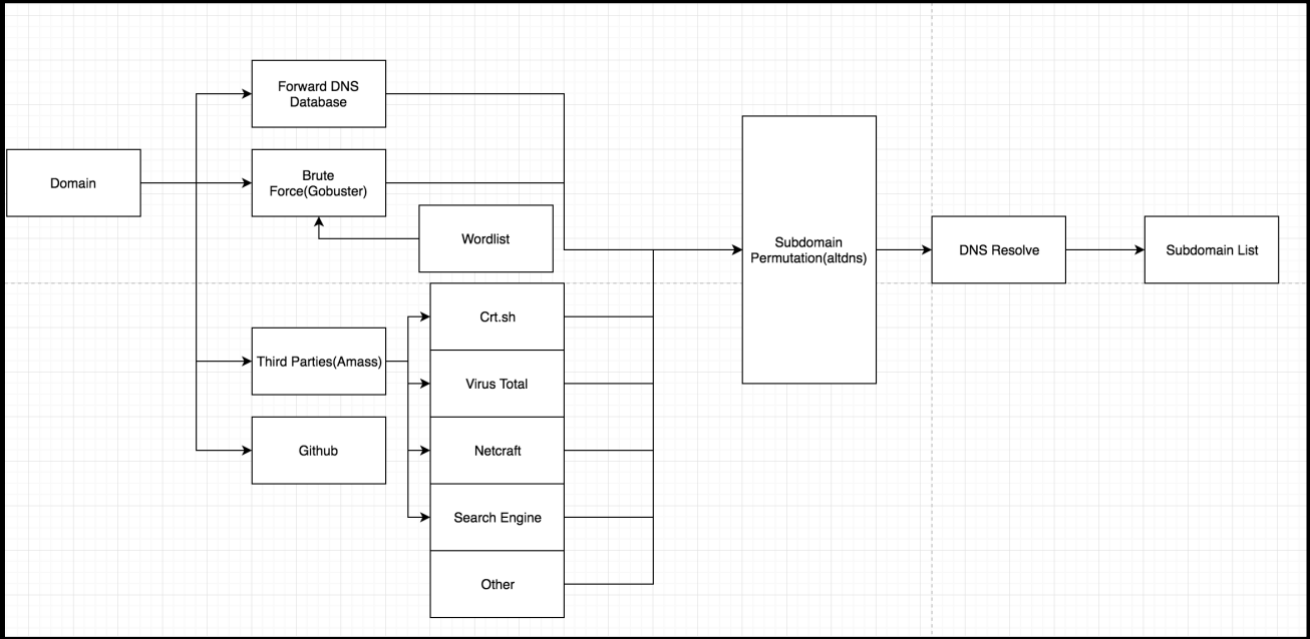 Forward DNS
Database
Domain
Brute
Force(Gobuster)
Wordlist
Subdomain
Permutation(altdns)
DNS Resolve
Subdomain List
Crt.sh
Third Parties(Amass)
Virus Total
Github
Netcraft
Search Engine
Other